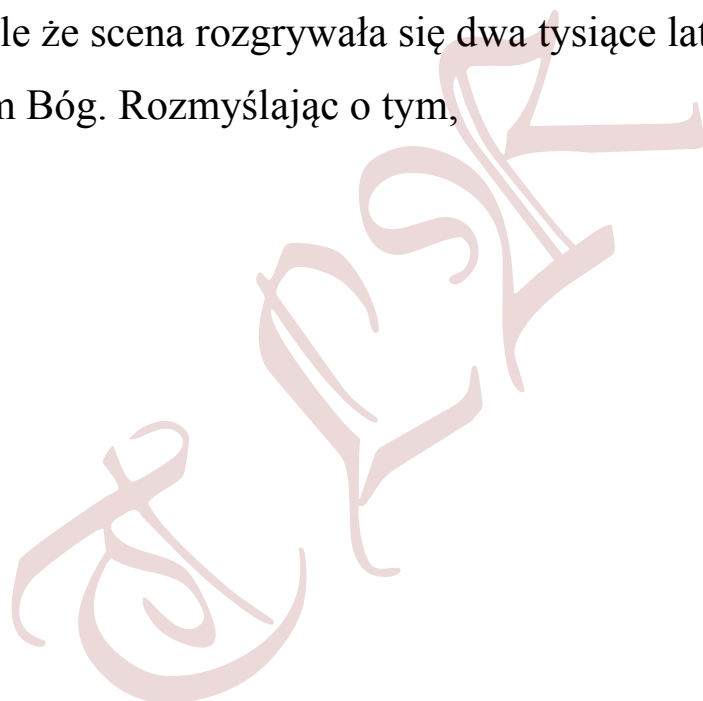 le że scena rozgrywała się dwa tysiące lat
m Bóg. Rozmyślając o tym,